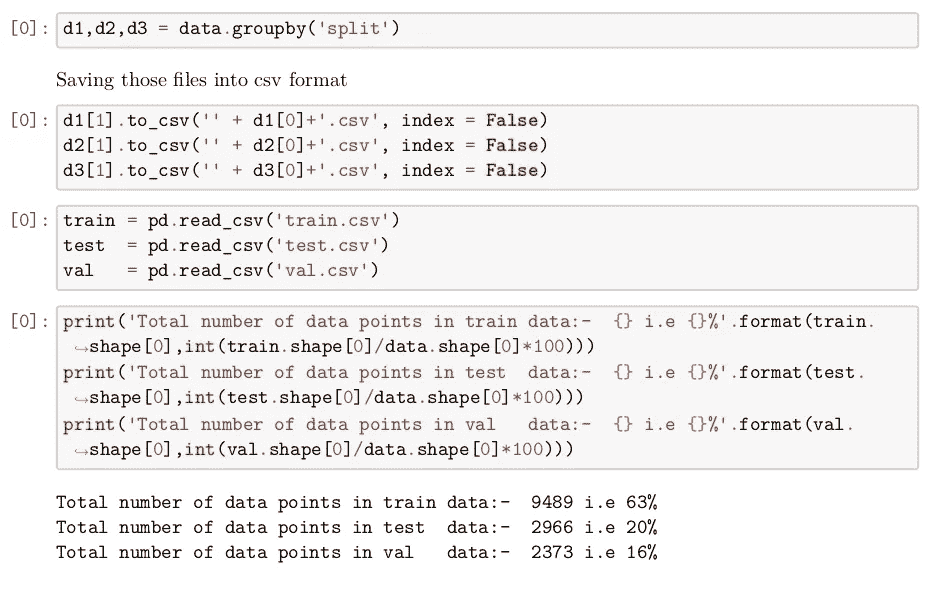 [0]: d1,d2,d3 = data.groupby('split')
Saving those files into csv format
[0]: d1[1].to_csv('' + d1[0]+'.csv', index = False)
d2[1].to_csv('' + d2[0]+'.csv', index = False)
d3[1].to_csv('' + d3[0]+'.csv', index = False)
[0]: train = pd.read_csv('train.csv')
test  = pd.read_csv('test.csv')
val   = pd.read_csv('val.csv')
[0]: print('Total number of data points in train data:-  {} i.e {}%'.format(train.
↪shape[0],int(train.shape[0]/data.shape[0]*100)))
print('Total number of data points in test  data:-  {} i.e {}%'.format(test.
↪shape[0],int(test.shape[0]/data.shape[0]*100)))
print('Total number of data points in val   data:-  {} i.e {}%'.format(val.
↪shape[0],int(val.shape[0]/data.shape[0]*100)))
Total number of data points in train data:-  9489 i.e 63%
Total number of data points in test  data:-  2966 i.e 20%
Total number of data points in val   data:-  2373 i.e 16%